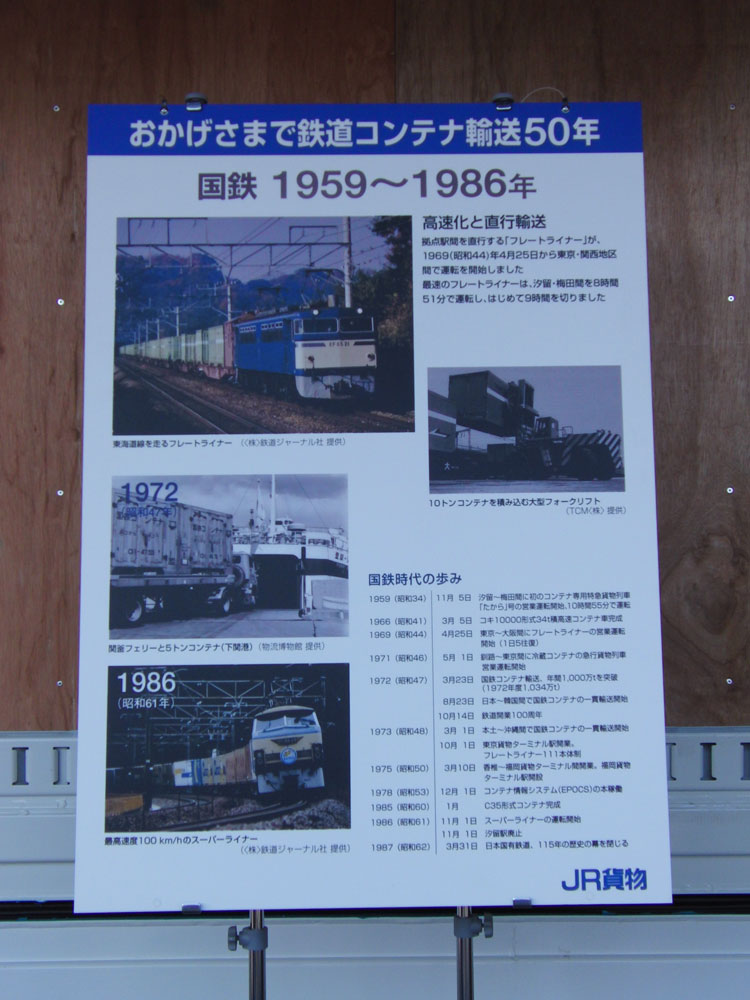 おかげさまで鉄道コンテナ輸送50年
国鉄 1959〜1986年
高速化と直行輸送
拠点駅間を直行する「フレートライナー」が、
1969(昭和44)年4月25日から東京・関西地区
間で運転を開始しました
最速のフレートライナーは、汐留・梅田間を8時間
51分で運転し、はじめて9時間を切りました
東海道線を走るフレートライナー (〈株〉鉄道ジャーナル社 提供)
10トンコンテナを積み込む大型フォークリフト
(TCM〈株〉 提供)
1972
(昭和47年)
関釜フェリーと5トンコンテナ(下関港) (物流博物館 提供)
1986
(昭和61年)
最高速度100 km/hのスーパーライナー
(〈株〉鉄道ジャーナル社 提供)
国鉄時代の歩み
1959 (昭和34) 11月 5日 汐留〜梅田間に初のコンテナ専用特急貨物列車
「たから」号の営業運転開始、10時間55分で運転
1966 (昭和41) 3月 5日 コキ10000形式34t積高速コンテナ車完成
1969 (昭和44) 4月25日 東京〜大阪間にフレートライナーの営業運転
開始 (1日5往復)
1971 (昭和46) 5月 1日 釧路〜東京間に冷蔵コンテナの急行貨物列車
営業運転開始
1972 (昭和47) 3月23日 国鉄コンテナ輸送、年間1,000万tを突破
(1972年度1,034万t)
8月23日 日本〜韓国間で国鉄コンテナの一貫輸送開始
10月14日 鉄道開業100周年
1973 (昭和48) 3月 1日 本土〜沖縄間で国鉄コンテナの一貫輸送開始
10月 1日 東京貨物ターミナル駅開業。
フレートライナー111本体制
1975 (昭和50) 3月10日 香椎〜福岡貨物ターミナル間開業。福岡貨物
ターミナル駅開設
1978 (昭和53) 12月 1日 コンテナ情報システム(EPOCS)の本稼働
1985 (昭和60) 1月 C35形式コンテナ完成
1986 (昭和61) 11月 1日 スーパーライナーの運転開始
11月 1日 汐留駅廃止
1987 (昭和62) 3月31日 日本国有鉄道、115年の歴史の幕を閉じる
JR貨物